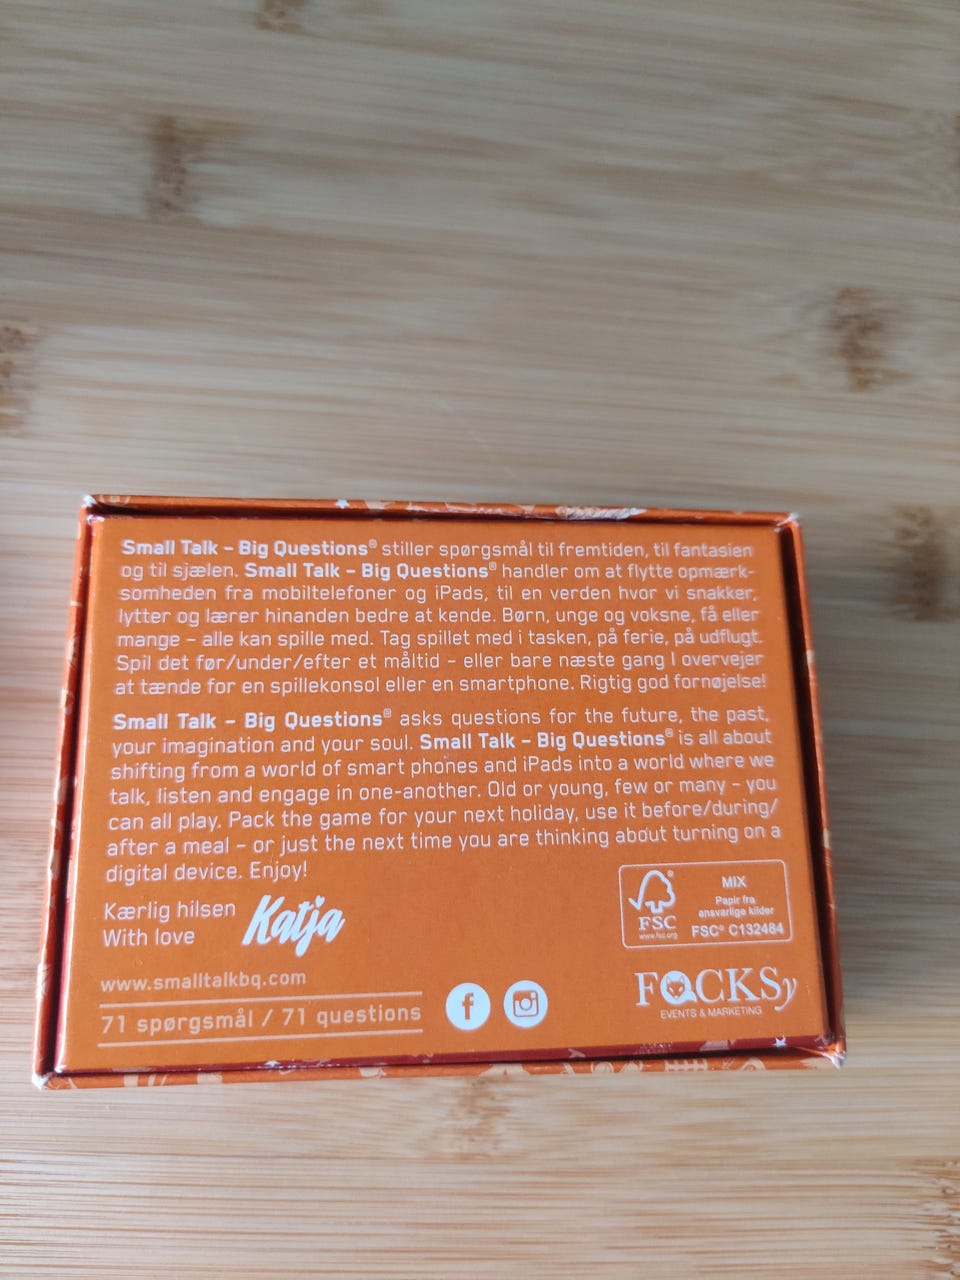 Small Talk – Big Questions® stiller spørgsmål til fremtiden, til fantasien
og til sjælen. Small Talk – Big Questions® handler om at flytte opmærk-
somheden fra mobiltelefoner og iPads, til en verden hvor vi snakker,
lytter og lærer hinanden bedre at kende. Børn, unge og voksne, få eller
mange – alle kan spille med. Tag spillet med i tasken, på ferie, på udflugt.
Spil det før/under/efter et måltid – eller bare næste gang I overvejer
at tænde for en spillekonsol eller en smartphone. Rigtig god fornøjelse!
Small Talk – Big Questions® asks questions for the future, the past,
your imagination and your soul. Small Talk – Big Questions® is all about
shifting from a world of smart phones and iPads into a world where we
talk, listen and engage in one-another. Old or young, few or many – you
can all play. Pack the game for your next holiday, use it before/during/
after a meal – or just the next time you are thinking about turning on a
digital device. Enjoy!
Kærlig hilsen
With love
Katja
www.smalltalkbq.com
71 spørgsmål / 71 questions
f
FSC
www.fsc.org
MIX
Papir fra
ansvarlige kilder
FSC® C132484
FOCKSy
EVENTS & MARKETING